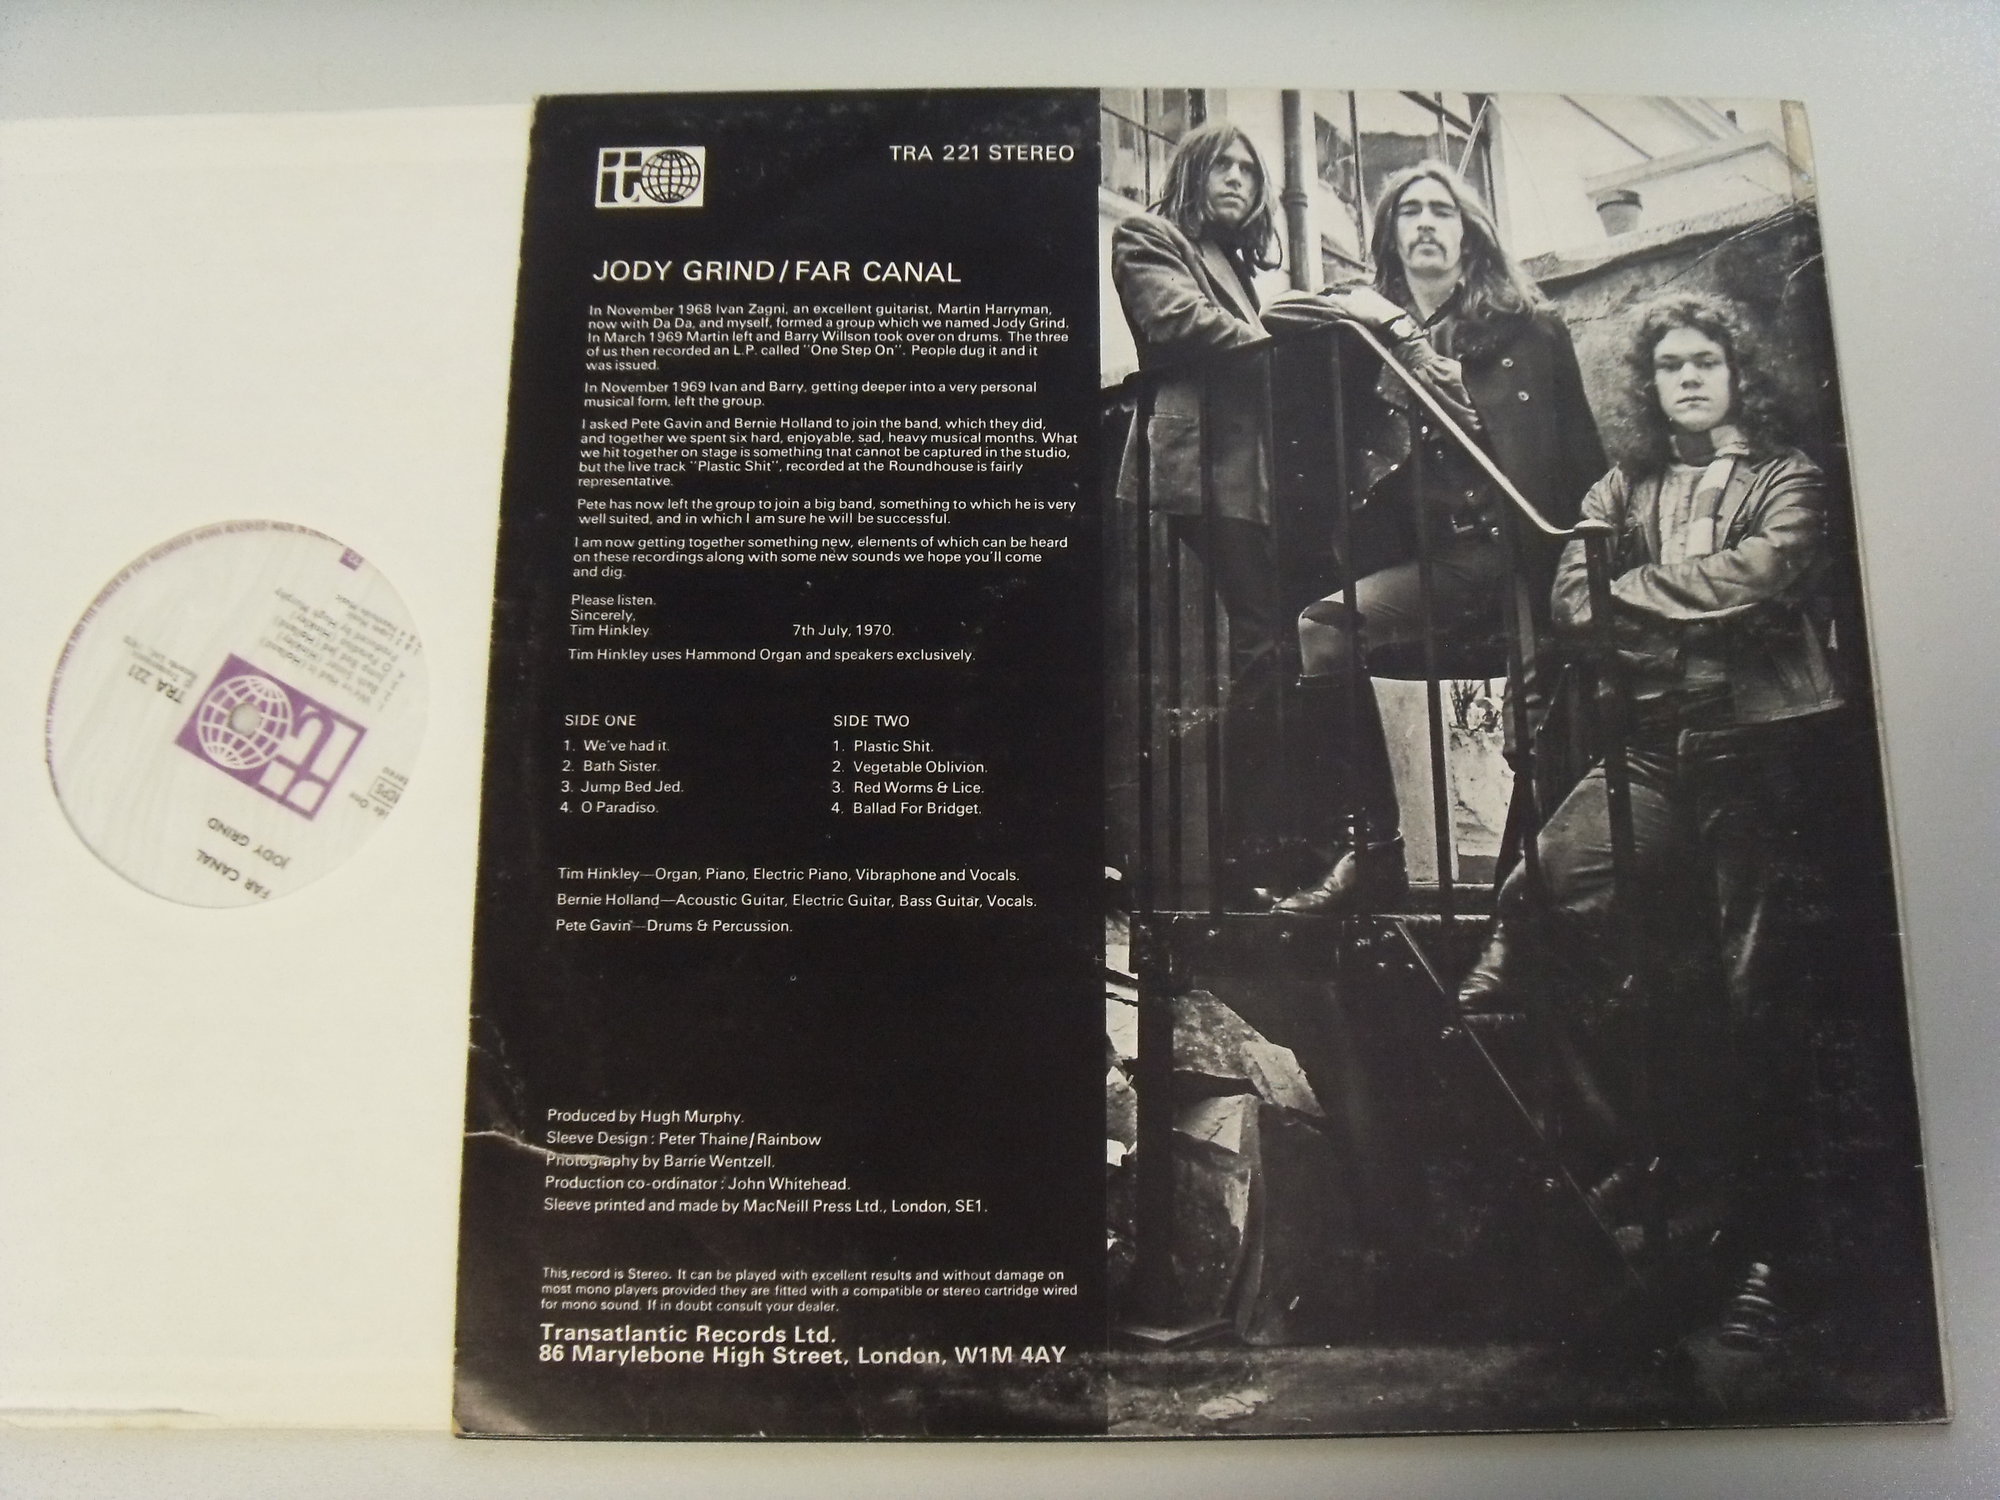 it
TRA 221 STEREO
JODY GRIND/FAR CANAL
In November 1968 Ivan Zagni, an excellent guitarist, Martin Harryman,
now with Da Da, and myself, formed a group which we named Jody Grind.
In March 1969 Martin left and Barry Willson took over on drums. The three
of us then recorded an L.P. called "One Step On". People dug it and it
was issued.
In November 1969 Ivan and Barry, getting deeper into a very personal
musical form, left the group.
I asked Pete Gavin and Bernie Holland to join the band, which they did,
and together we spent six hard, enjoyable, sad, heavy musical months. What
we hit together on stage is something tnat cannot be captured in the studio,
but the live track "Plastic Shit", recorded at the Roundhouse is fairly
representative.
Pete has now left the group to join a big band, something to which he is very
well suited, and in which I am sure he will be successful.
I am now getting together something new, elements of which can be heard
on these recordings along with some new sounds we hope you'll come
and dig.
Please listen.
Sincerely,
Tim Hinkley. 7th July, 1970.
Tim Hinkley uses Hammond Organ and speakers exclusively.
SIDE ONE
1. We've had it.
2. Bath Sister.
3. Jump Bed Jed.
4. O Paradiso.
SIDE TWO
1. Plastic Shit.
2. Vegetable Oblivion.
3. Red Worms & Lice.
4. Ballad For Bridget.
Tim Hinkley—Organ, Piano, Electric Piano, Vibraphone and Vocals.
Bernie Holland—Acoustic Guitar, Electric Guitar, Bass Guitar, Vocals.
Pete Gavin—Drums & Percussion.
Produced by Hugh Murphy.
Sleeve Design: Peter Thaine/Rainbow
Photography by Barrie Wentzell.
Production co-ordinator: John Whitehead.
Sleeve printed and made by MacNeill Press Ltd., London, SE1.
This record is Stereo. It can be played with excellent results and without damage on
most mono players provided they are fitted with a compatible or stereo cartridge wired
for mono sound. If in doubt consult your dealer.
Transatlantic Records Ltd.
86 Marylebone High Street, London, W1M 4AY
FAR CANAL
JODY GRIND
it
TRA 221
We've Had It
Bath Sister
Jump Bed Jed
O Paradiso
Produced by Hugh Murphy